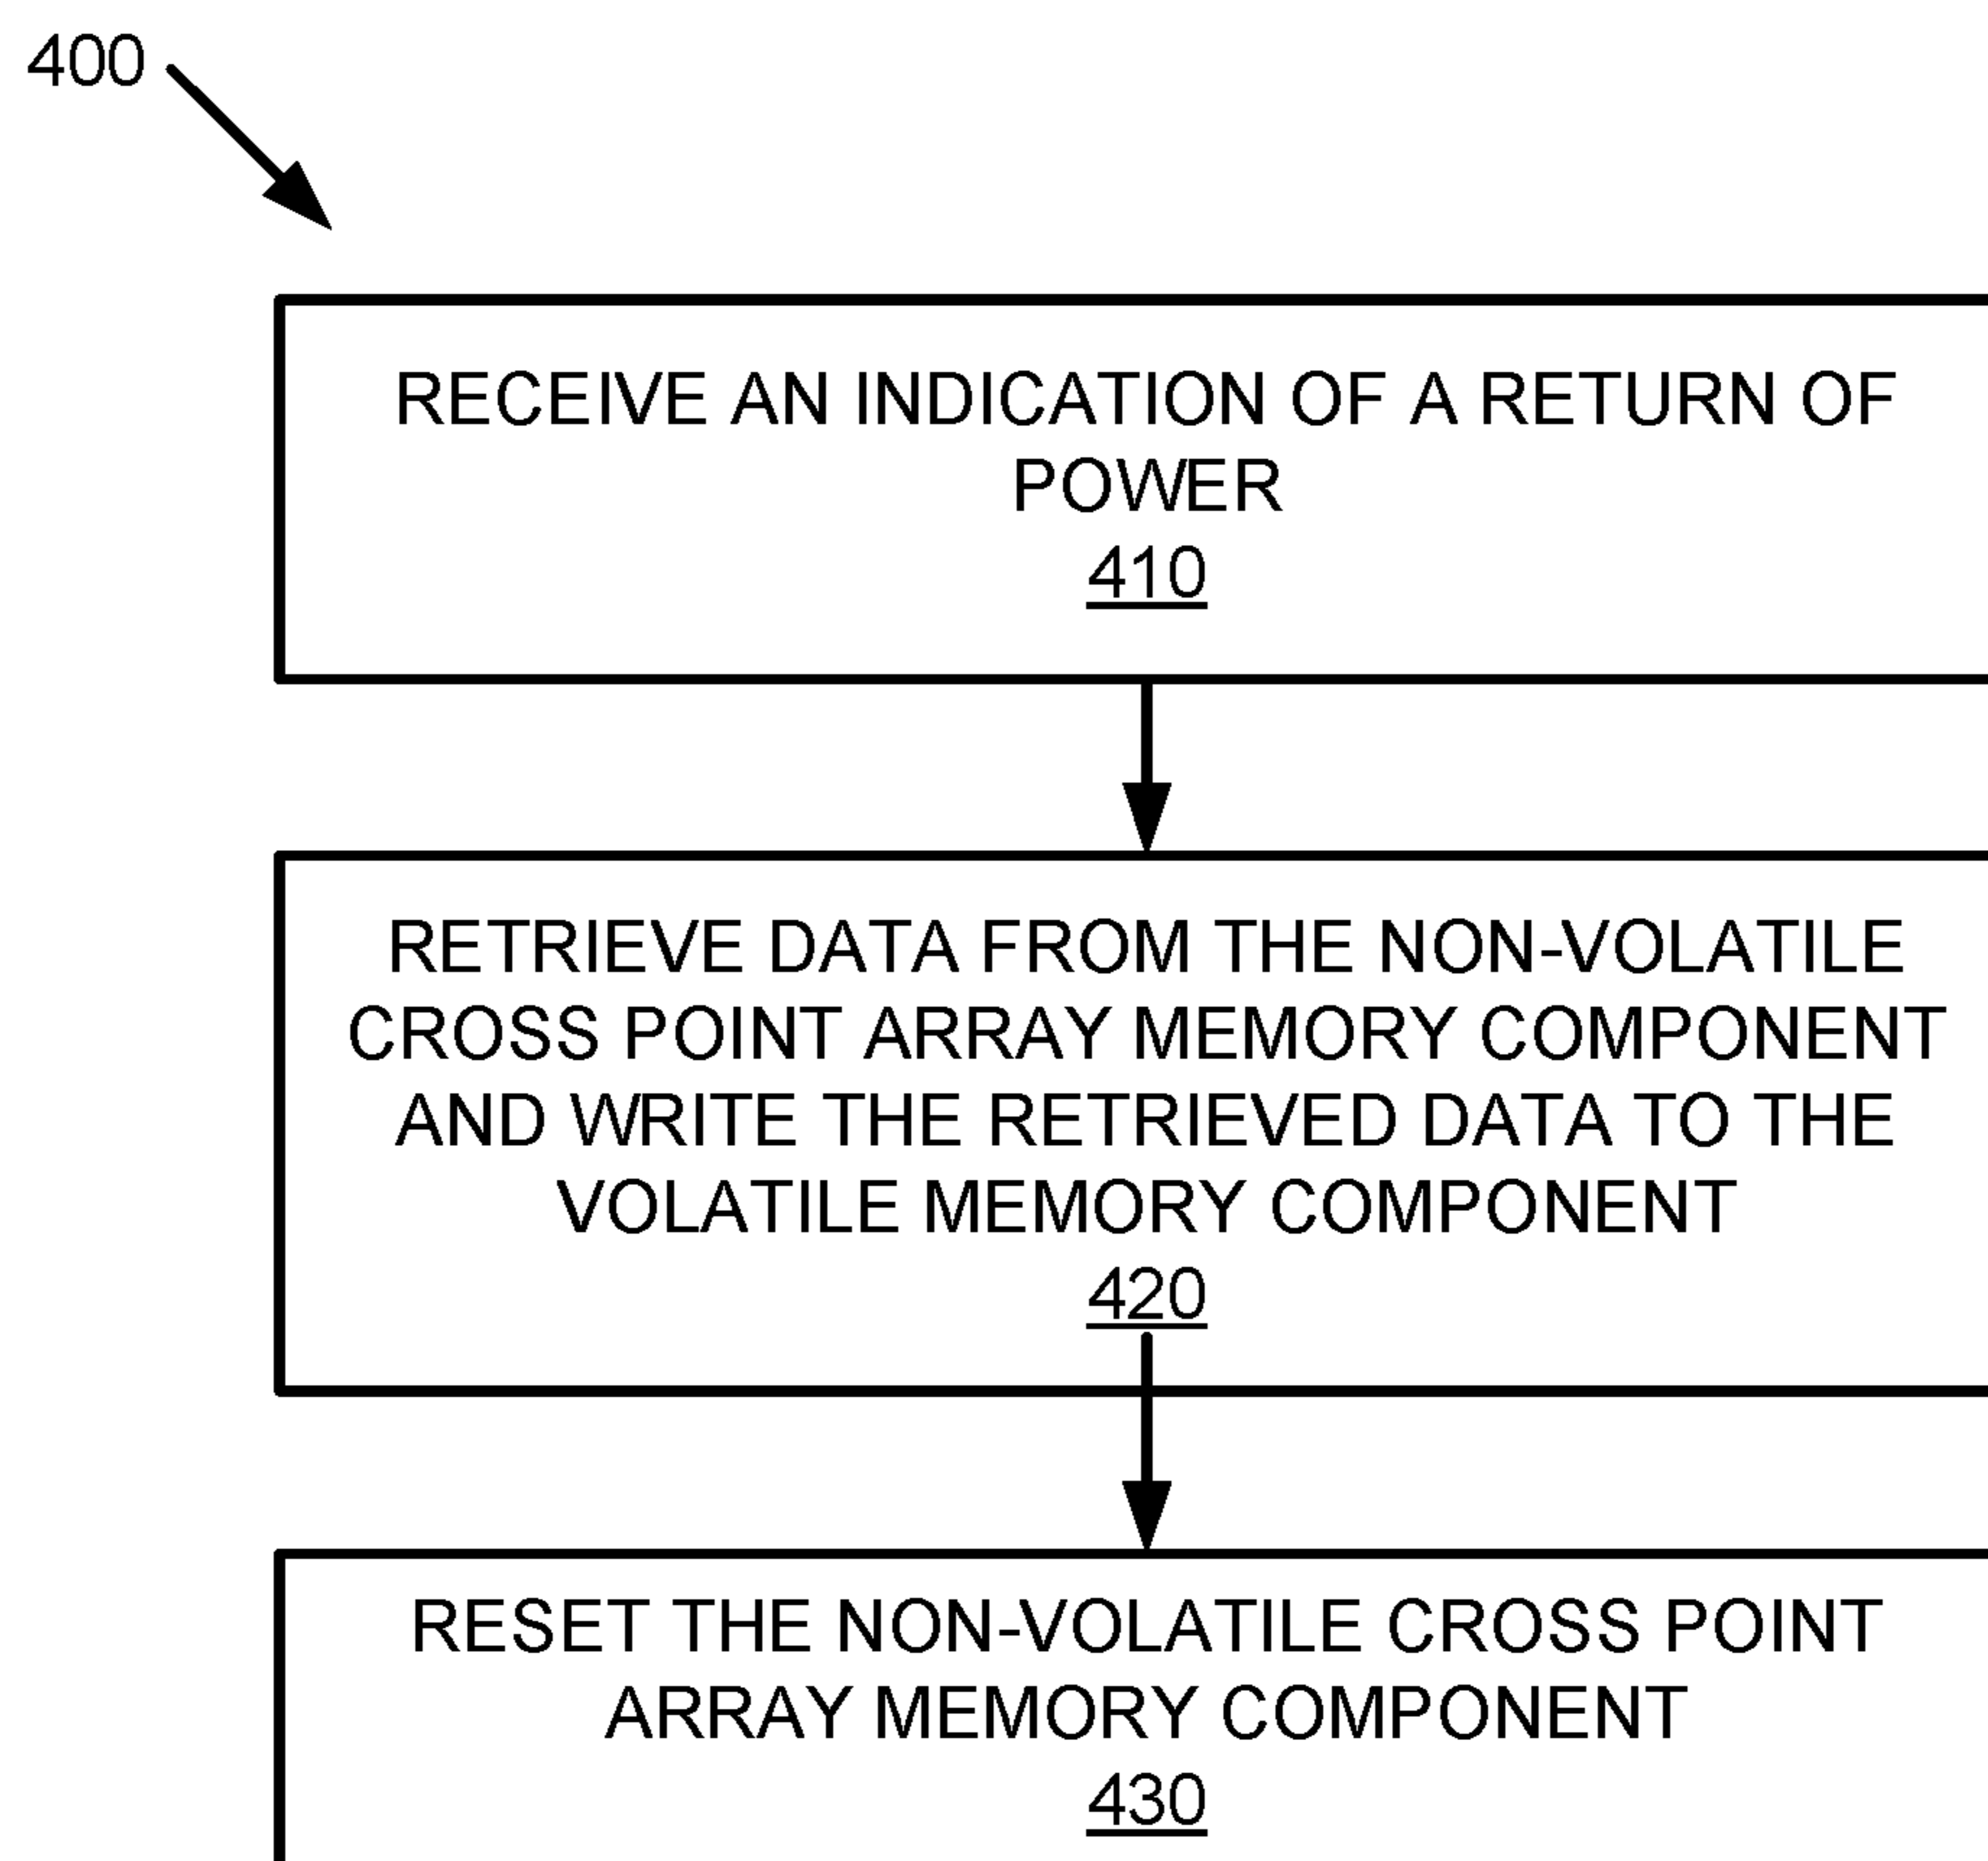 400
RECEIVE AN INDICATION OF A RETURN OF
POWER
410
RETRIEVE DATA FROM THE NON-VOLATILE
CROSS POINT ARRAY MEMORY COMPONENT
AND WRITE THE RETRIEVED DATA TO THE
VOLATILE MEMORY COMPONENT
420
RESET THE NON-VOLATILE CROSS POINT
ARRAY MEMORY COMPONENT
430